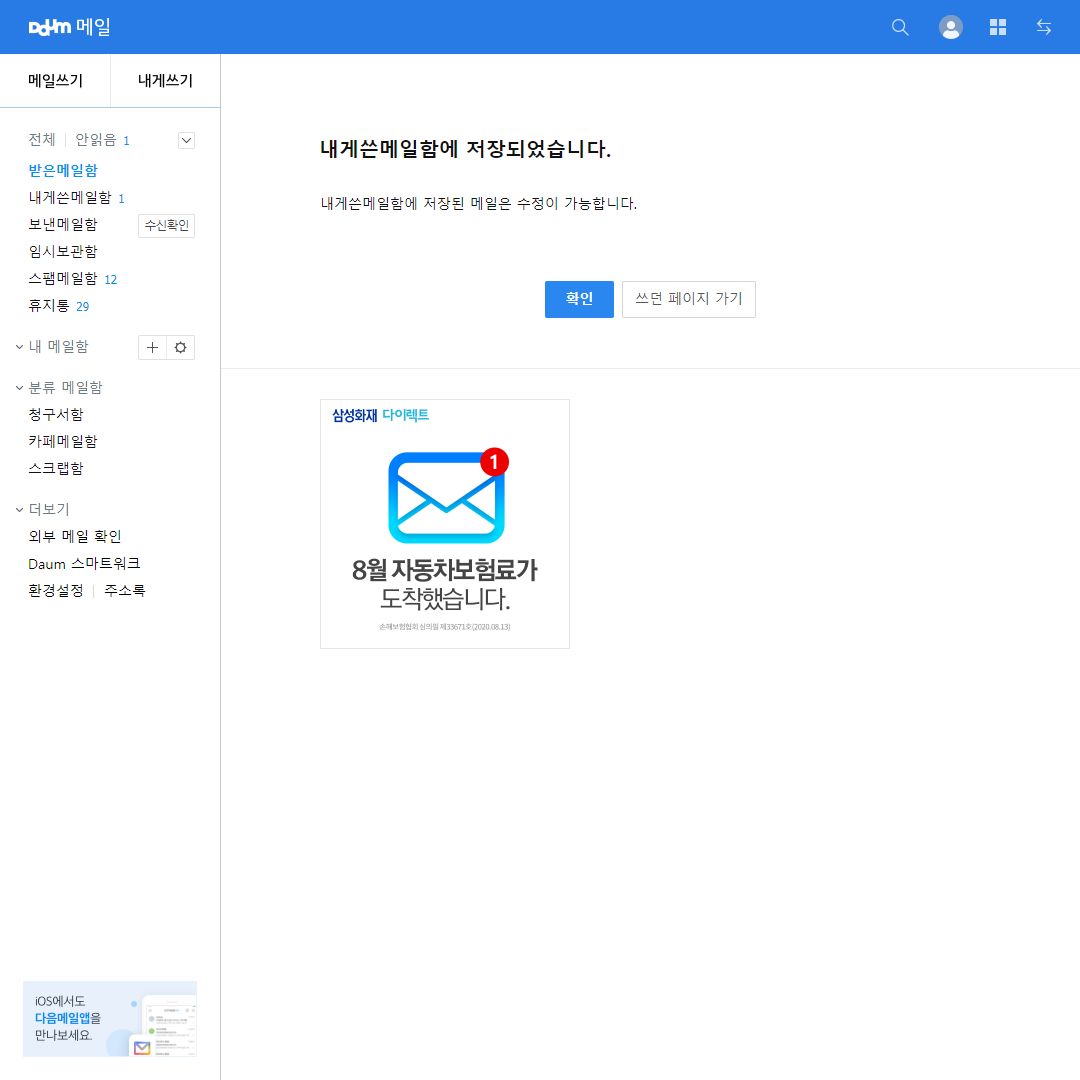 Daum 메일
메일쓰기 내게쓰기
전체 안읽음 1
받은메일함
내게쓴메일함 1
보낸메일함 수신확인
임시보관함
스팸메일함 12
휴지통 29
내 메일함
분류 메일함
청구서함
카페메일함
스크랩함
더보기
외부 메일 확인
Daum 스마트워크
환경설정 주소록
iOS에서도
다음메일앱을
만나보세요.
내게쓴메일함에 저장되었습니다.
내게쓴메일함에 저장된 메일은 수정이 가능합니다.
확인 쓰던 페이지 가기
삼성화재 다이렉트
1
8월 자동차보험료가
도착했습니다.
손해보험협회 심의필 제33671호(2020.08.13)